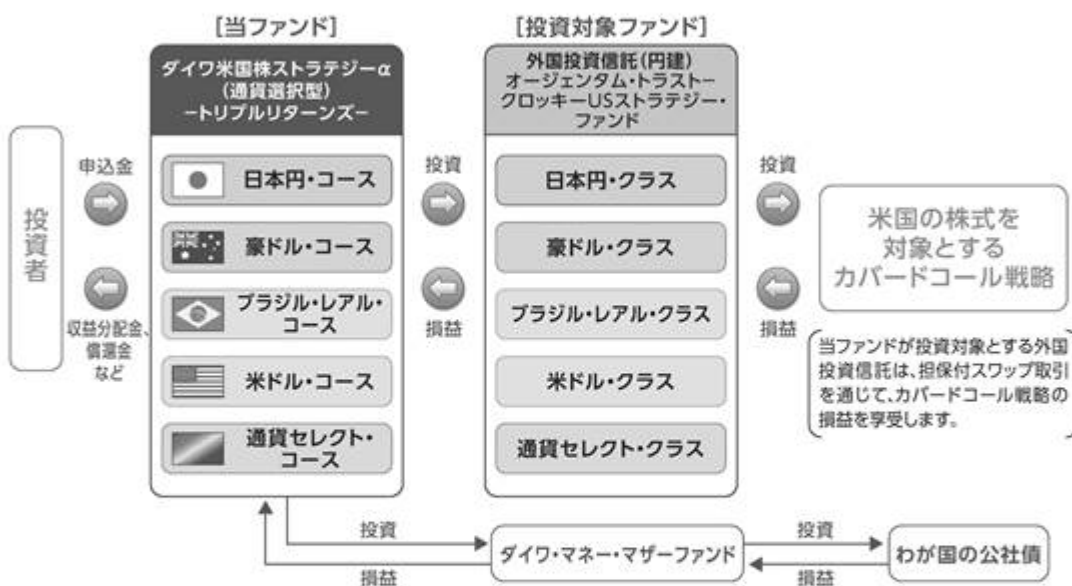 [当ファンド]
[投資対象ファンド]
ダイワ米国株ストラテジーα
(通貨選択型)
−トリプルリターンズ−
外国投資信託(円建)
オージェンタム・トラスト−
クロッキーUSストラテジー・
ファンド
投資者
申込金
収益分配金、
償還金
など
日本円・コース
豪ドル・コース
ブラジル・レアル・
コース
米ドル・コース
通貨セレクト・
コース
投資
損益
日本円・クラス
豪ドル・クラス
ブラジル・レアル・クラス
米ドル・クラス
通貨セレクト・クラス
投資
損益
米国の株式を
対象とする
カバードコール戦略
当ファンドが投資対象とする外国
投資信託は、担保付スワップ取引
を通じて、カバードコール戦略の
損益を享受します。
投資
損益
ダイワ・マネー・マザーファンド
投資
損益
わが国の公社債